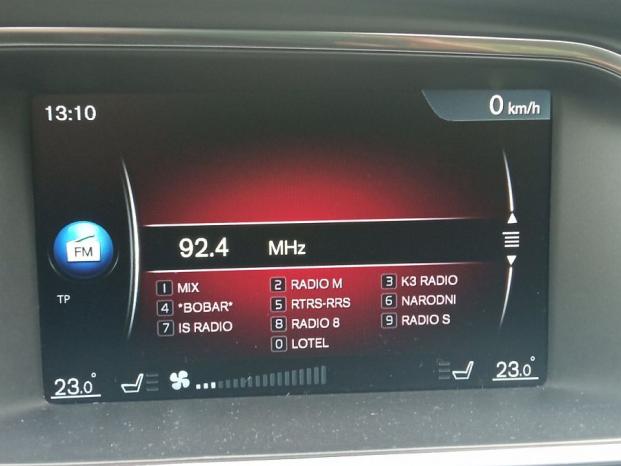 13:10
0 km/h
FM
92.4 MHz
TP
1 MIX
2 RADIO M
3 K3 RADIO
4 *BOBAR*
5 RTRS-RRS
6 NARODNI
7 IS RADIO
8 RADIO 8
9 RADIO S
0 LOTEL
23.0°
23.0°